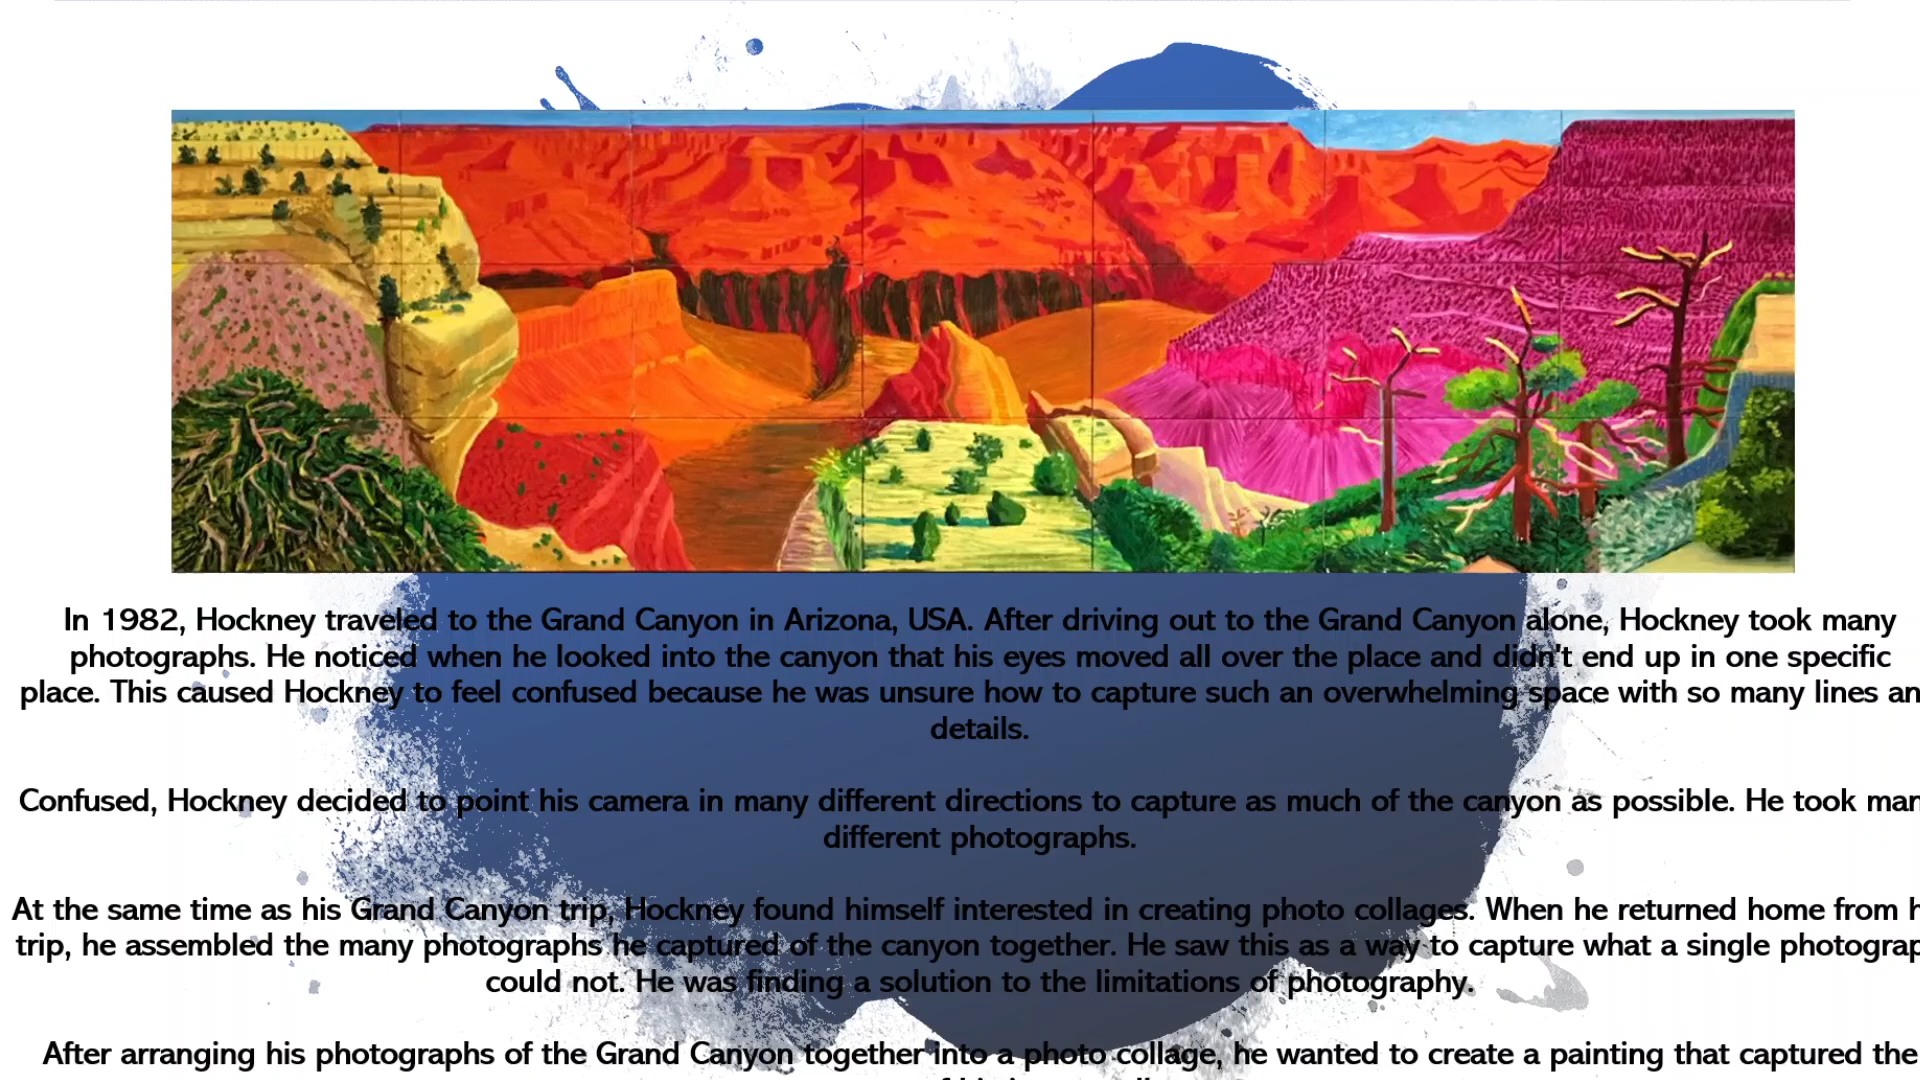 In 1982, Hockney traveled to the Grand Canyon in Arizona, USA. After driving out to the Grand Canyon alone, Hockney took many
photographs. He noticed when he looked into the canyon that his eyes moved all over the place and didn't end up in one specific
place. This caused Hockney to feel confused because he was unsure how to capture such an overwhelming space with so many lines an
details.
Confused, Hockney decided to point his camera in many different directions to capture as much of the canyon as possible. He took man
different photographs.
At the same time as his Grand Canyon trip, Hockney found himself interested in creating photo collages. When he returned home from h
trip, he assembled the many photographs he captured of the canyon together. He saw this as a way to capture what a single photograp
could not. He was finding a solution to the limitations of photography.
After arranging his photographs of the Grand Canyon together into a photo collage, he wanted to create a painting that captured the